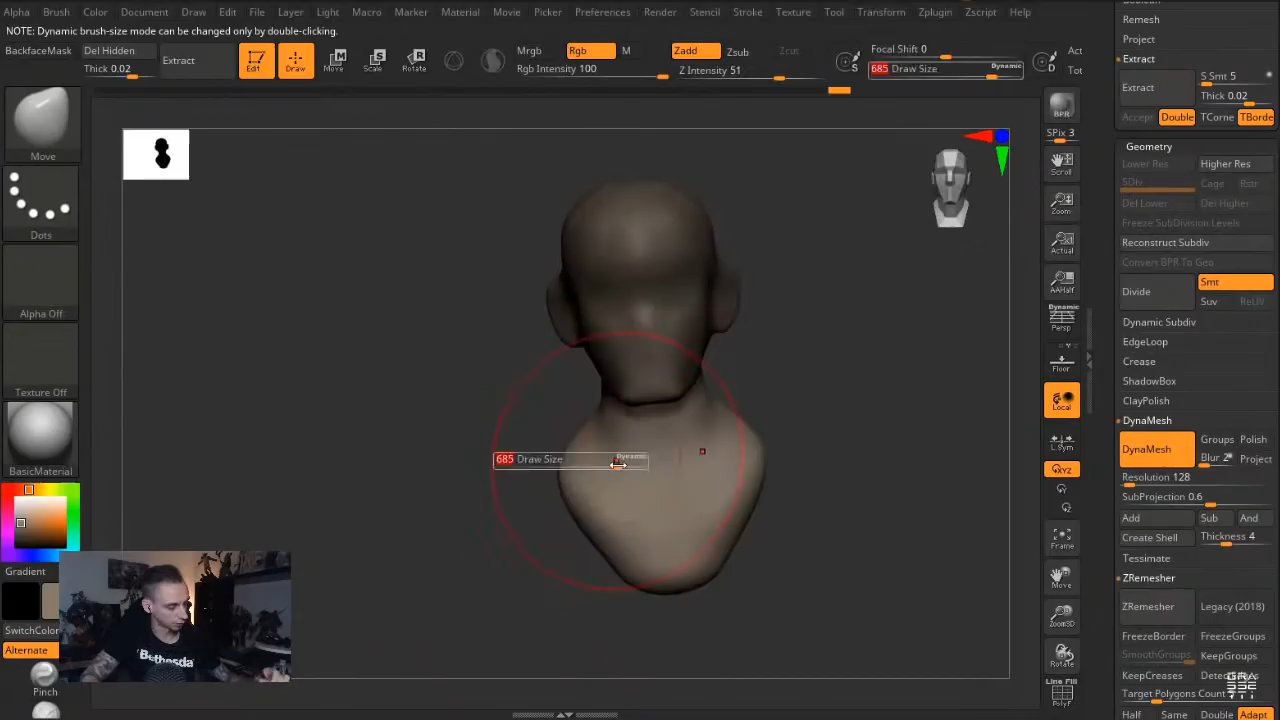 Alpha Brush Color Document Draw Edit File Layer Light Macro Marker Material Movie Picker Preferences Render Stencil Stroke Texture Tool Transform Zplugin Zscript Help
NOTE: Dynamic brush-size mode can be changed only by double-clicking.
BackfaceMask
Del Hidden
Thick 0.02
Extract
Edit
Draw
Move
Scale
Rotate
Mrgb
Rgb
M
Rgb Intensity 100
Zadd
Zsub
Zcut
Z Intensity 51
S
Focal Shift 0
685 Draw Size
Dynamic
D
Act
Tot
Move
Dots
Alpha Off
Texture Off
BasicMaterial
Gradient
SwitchColor
Alternate
Pinch
Bethesda
685 Draw Size
Dynamic
BPR
SPix 3
Scroll
Zoom
Actual
AAHalf
Dynamic
Persp
Floor
Local
L.Sym
XYZ
Y
Z
Frame
Move
Zoom3D
Rotate
Line Fill
PolyF
Remesh
Project
Extract
Extract
S Smt 5
Thick 0.02
Accept
Double
TCorne
TBorde
Geometry
Lower Res
Higher Res
SDiv
Cage
Rstr
Del Lower
Del Higher
Freeze SubDivision Levels
Reconstruct Subdiv
Convert BPR To Geo
Divide
Smt
Suv
ReUV
Dynamic Subdiv
EdgeLoop
Crease
ShadowBox
ClayPolish
DynaMesh
DynaMesh
Groups
Polish
Blur 2
Project
Resolution 128
SubProjection 0.6
Add
Sub
And
Create Shell
Thickness 4
Tessimate
ZRemesher
ZRemesher
Legacy (2018)
FreezeBorder
FreezeGroups
SmoothGroups
KeepGroups
KeepCreases
Target Polygons Count
Half
Same
Double
Adapt